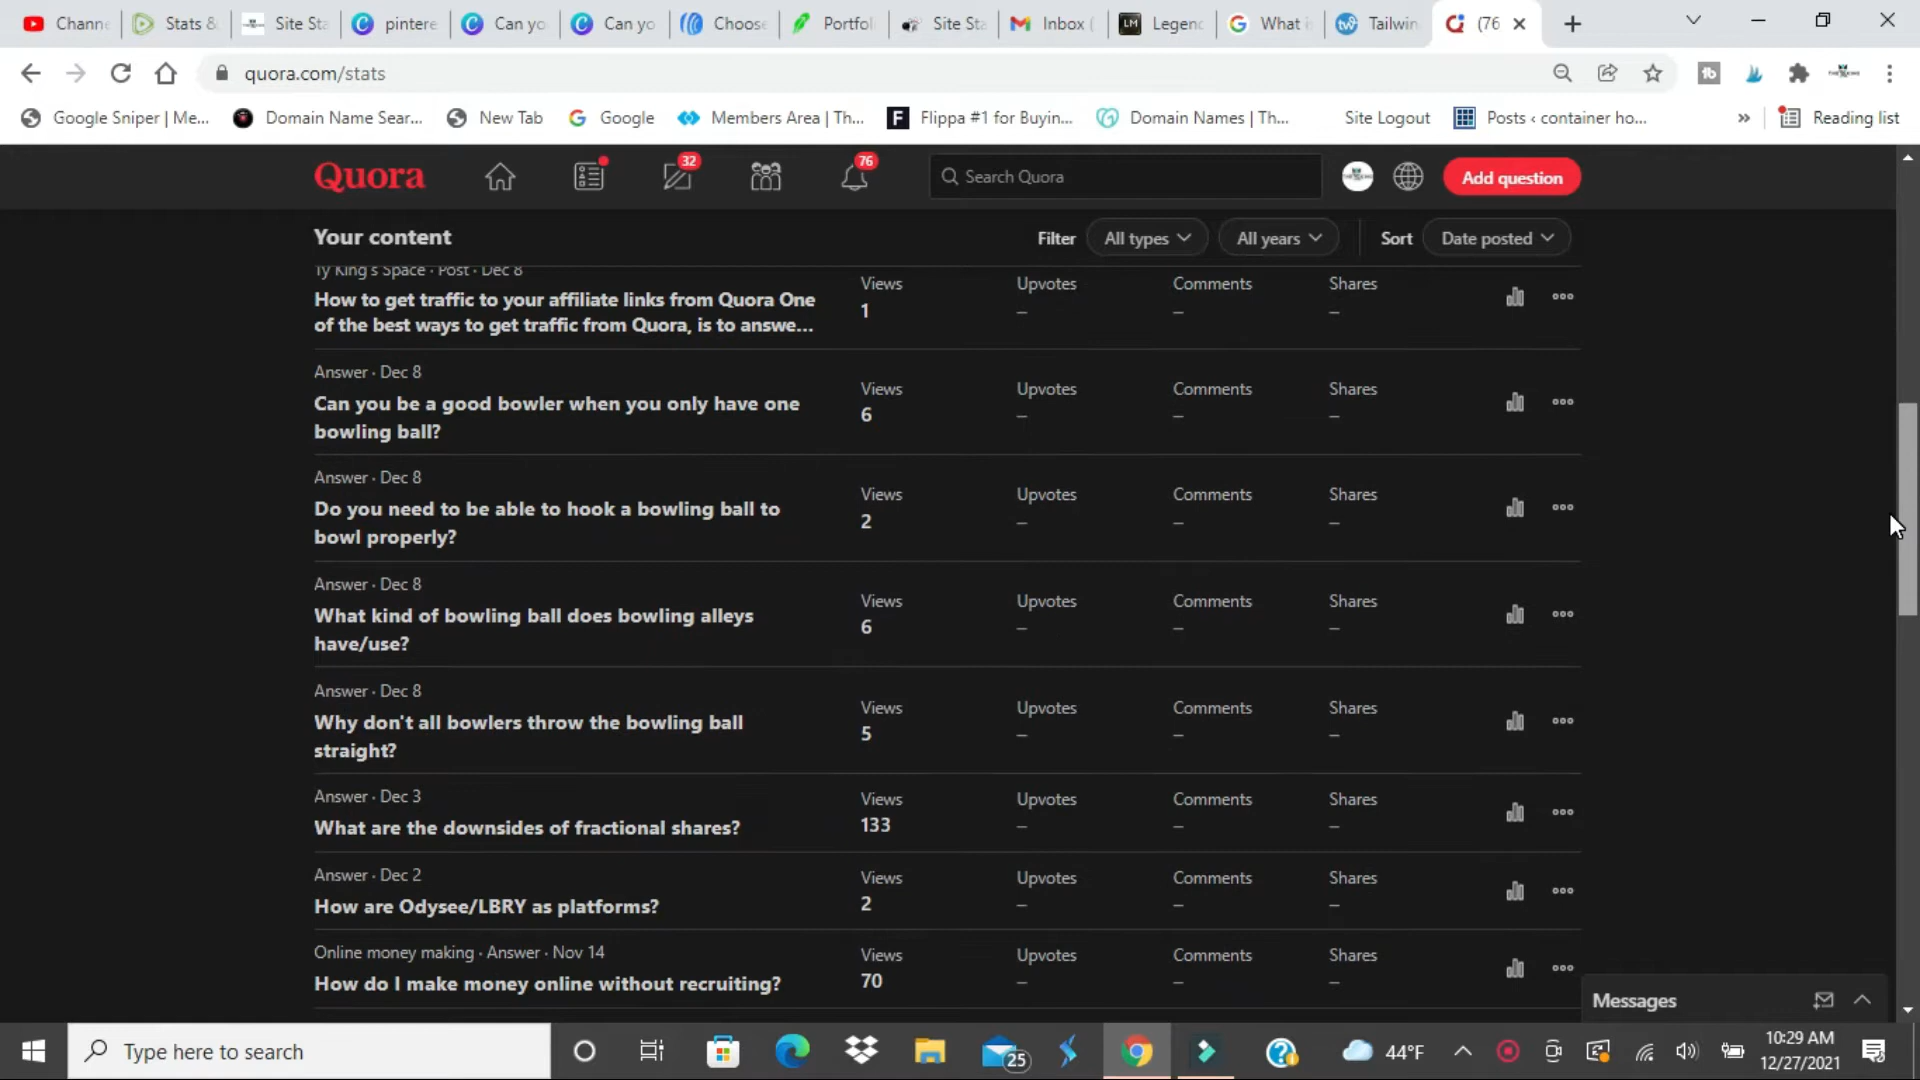 Channe
Stats &
Site Sta
pintere
Can yo
Can yo
Choose
Portfoli
Site Sta
Inbox (
LM
Legend
What i
Tailwin
(76
quora.com/stats
Google Sniper | Me...
Domain Name Sear...
New Tab
Google
Members Area | Th...
F
Flippa #1 for Buyin...
Domain Names | Th...
Site Logout
Posts ‹ container ho...
»
Reading list
Quora
32
76
Search Quora
Add question
Your content
Filter
All types
All years
Sort
Date posted
Ty King's Space · Post · Dec 8
How to get traffic to your affiliate links from Quora One
of the best ways to get traffic from Quora, is to answe...
Views
1
Upvotes
–
Comments
–
Shares
–
Answer · Dec 8
Can you be a good bowler when you only have one
bowling ball?
Views
6
Upvotes
–
Comments
–
Shares
–
Answer · Dec 8
Do you need to be able to hook a bowling ball to
bowl properly?
Views
2
Upvotes
–
Comments
–
Shares
–
Answer · Dec 8
What kind of bowling ball does bowling alleys
have/use?
Views
6
Upvotes
–
Comments
–
Shares
–
Answer · Dec 8
Why don't all bowlers throw the bowling ball
straight?
Views
5
Upvotes
–
Comments
–
Shares
–
Answer · Dec 3
What are the downsides of fractional shares?
Views
133
Upvotes
–
Comments
–
Shares
–
Answer · Dec 2
How are Odysee/LBRY as platforms?
Views
2
Upvotes
–
Comments
–
Shares
–
Online money making · Answer · Nov 14
How do I make money online without recruiting?
Views
70
Upvotes
–
Comments
–
Shares
–
Messages
Type here to search
25
44°F
10:29 AM
12/27/2021